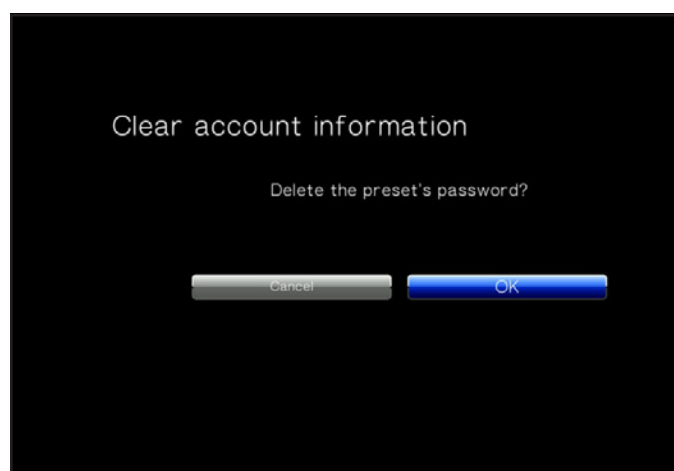 Clear account information
Delete the preset's password?
Cancel
OK